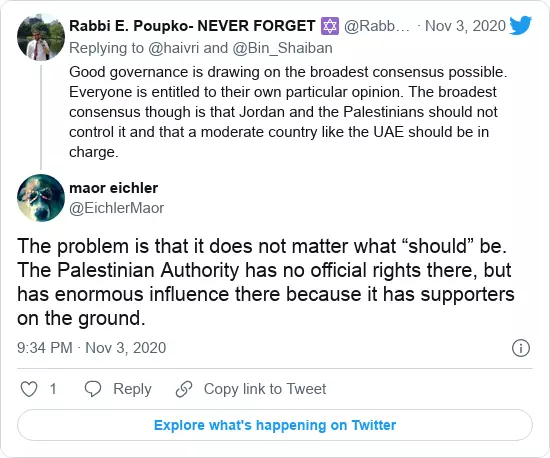 Rabbi E. Poupko- NEVER FORGET ✡ @Rabb… · Nov 3, 2020
Replying to @haivri and @Bin_Shaiban
Good governance is drawing on the broadest consensus possible.
Everyone is entitled to their own particular opinion. The broadest
consensus though is that Jordan and the Palestinians should not
control it and that a moderate country like the UAE should be in
charge.
maor eichler
@EichlerMaor
The problem is that it does not matter what “should” be.
The Palestinian Authority has no official rights there, but
has enormous influence there because it has supporters
on the ground.
9:34 PM · Nov 3, 2020
1 Reply Copy link to Tweet
Explore what's happening on Twitter